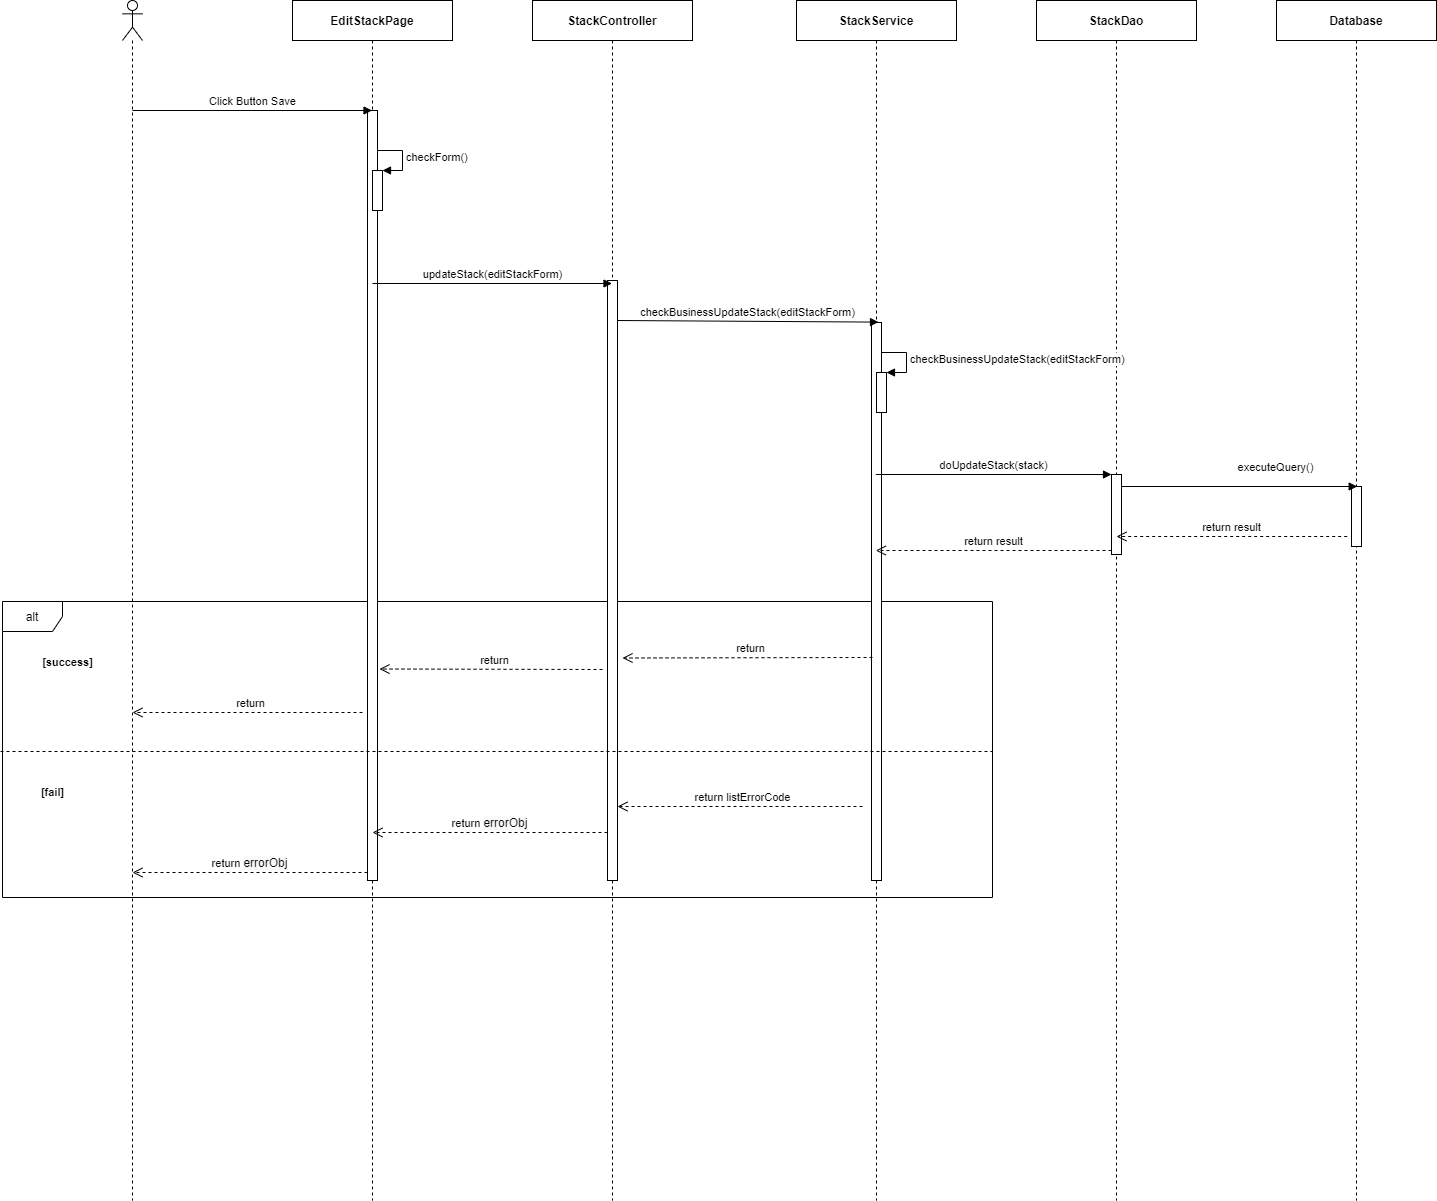 EditStackPage
StackController
StackService
StackDao
Database
Click Button Save
checkForm()
updateStack(editStackForm)
checkBusinessUpdateStack(editStackForm)
checkBusinessUpdateStack(editStackForm)
doUpdateStack(stack)
executeQuery()
return result
return result
alt
[success]
return
return
return
[fail]
return listErrorCode
return errorObj
return errorObj